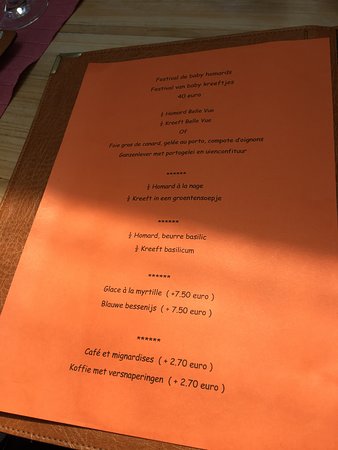 Festival de baby homards
Festival van baby kreeftjes
40 euro
½ Homard Belle Vue
½ Kreeft Belle Vue
Of
Foie gras de canard, gelée au porto, compote d'oignons
Ganzenlever met portogelei en uienconfituur
******
½ Homard à la nage
½ Kreeft in een groentensoepje
******
½ Homard, beurre basilic
½ Kreeft basilicum
******
Glace à la myrtille ( +7.50 euro )
Blauwe bessenijs ( + 7.50 euro )
******
Café et mignardises ( + 2.70 euro )
Koffie met versnaperingen ( + 2.70 euro )